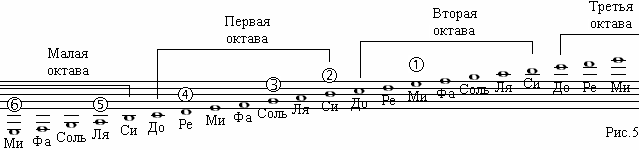 Третья
октава
Вторая
октава
Первая
октава
Малая
октава
⑥ ⑤ ④ ③ ② ①
Ми Фа Соль Ля Си До Ре Ми Фа Соль Ля Си До Ре Ми Фа Соль Ля Си До Ре Ми
Рис.5